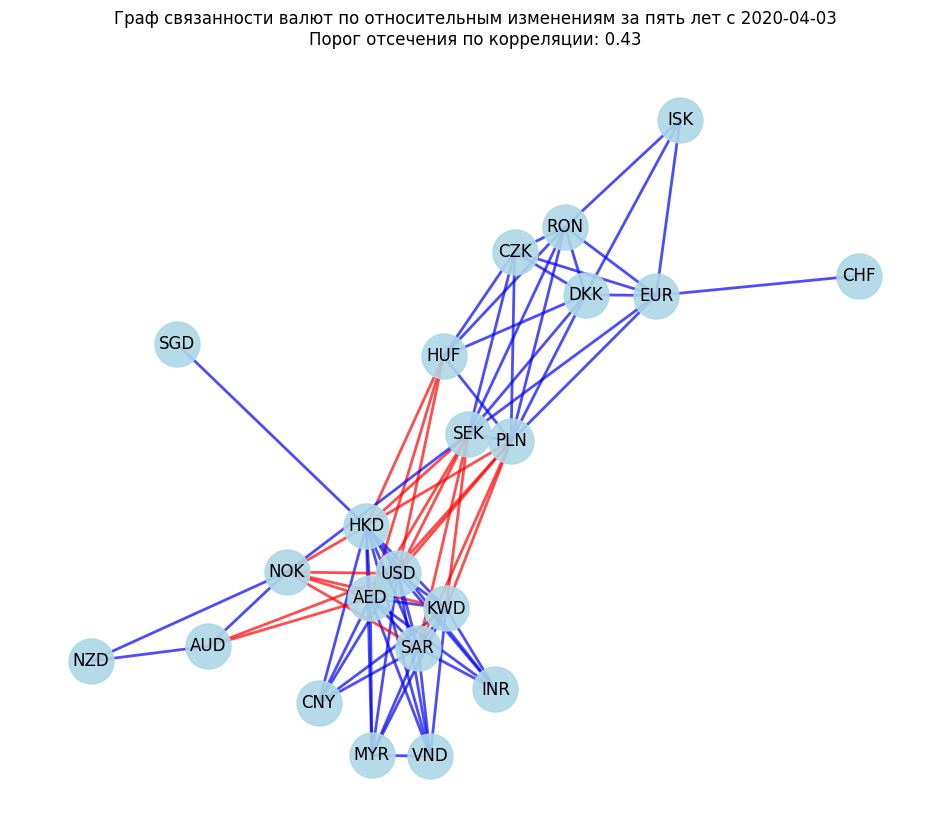 Граф связанности валют по относительным изменениям за пять лет с 2020-04-03
Порог отсечения по корреляции: 0.43
ISK
RON
CZK
CHF
DKK
EUR
SGD
HUF
SEK
PLN
HKD
NOK
USD
AED
KWD
AUD
SAR
NZD
INR
CNY
MYR
VND